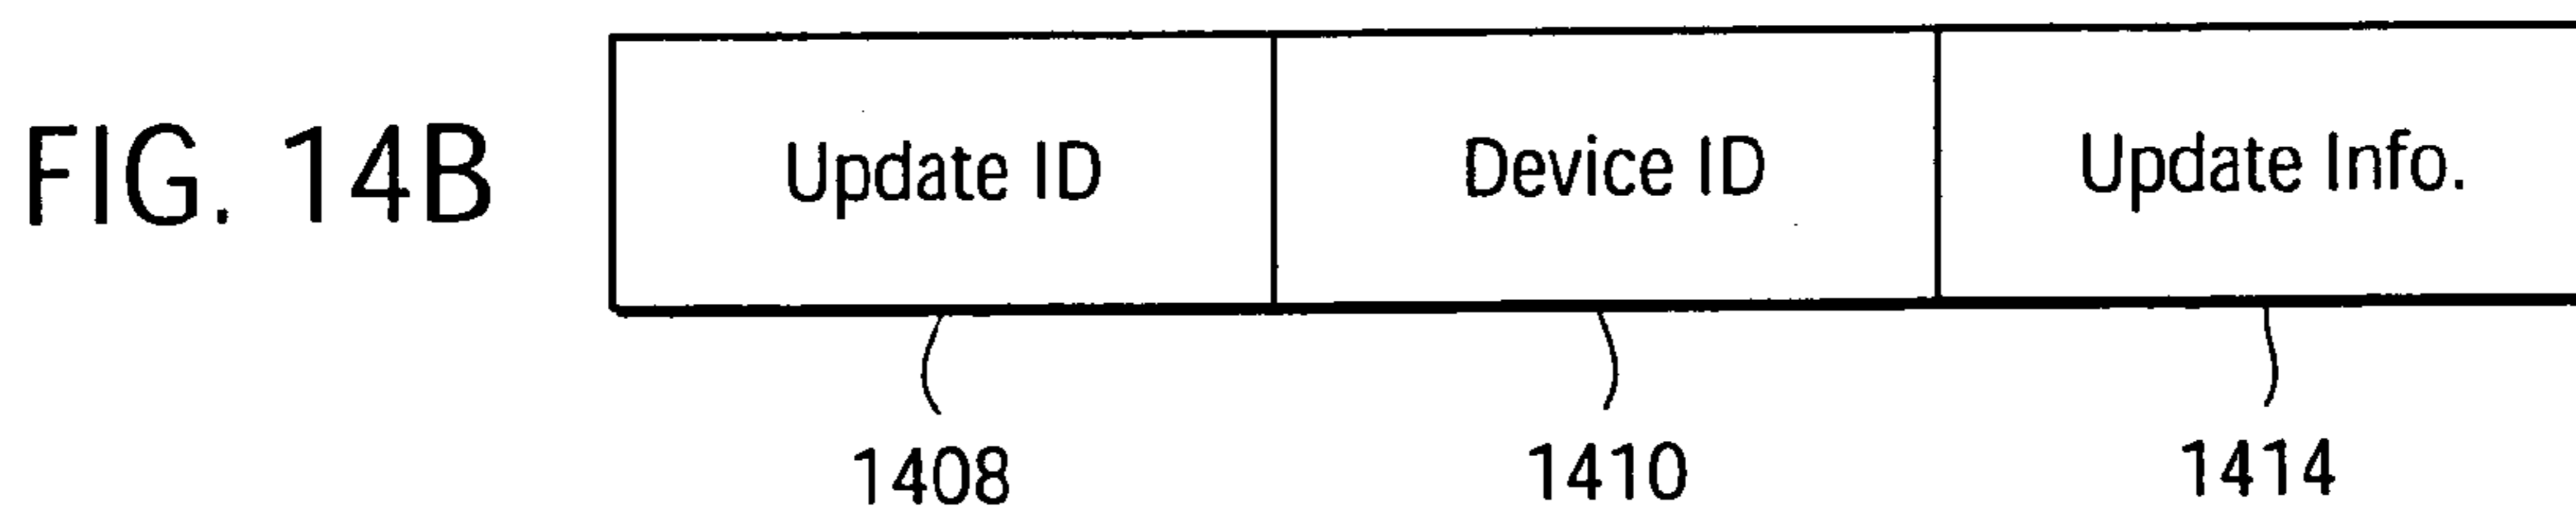 FIG. 14B
Update ID
Device ID
Update Info.
1408
1410
1414